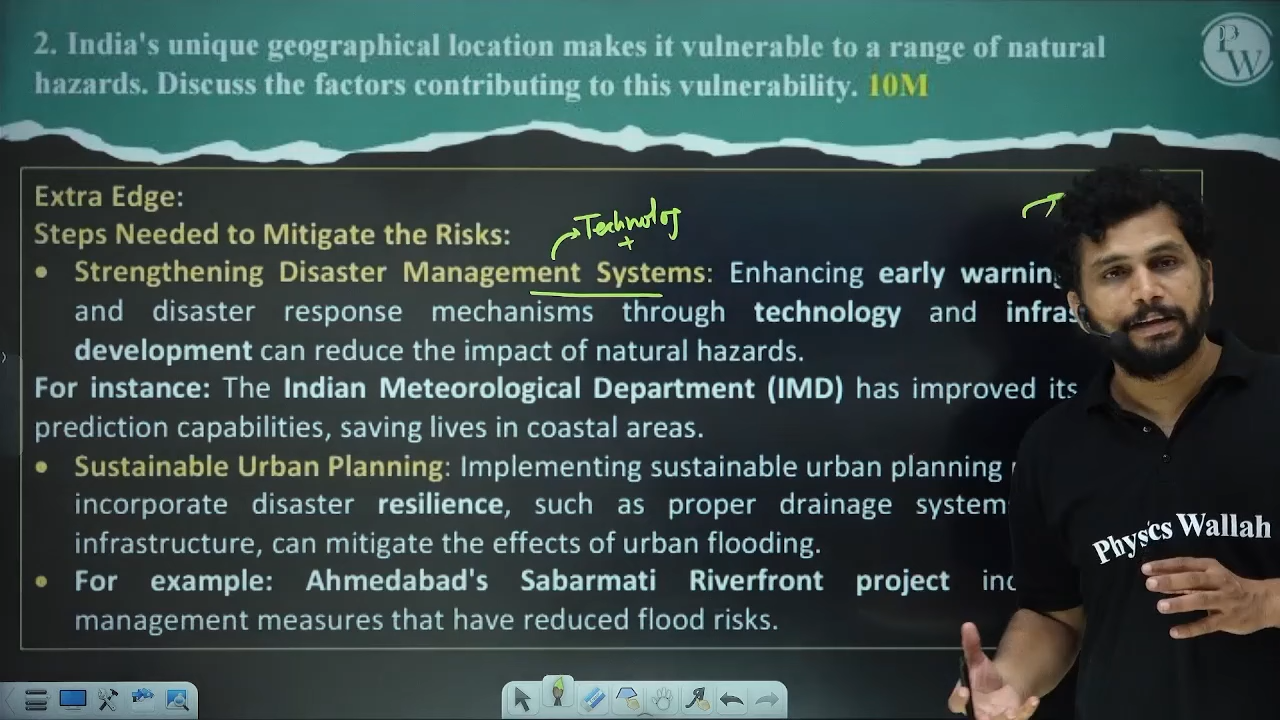 2. India's unique geographical location makes it vulnerable to a range of natural
hazards. Discuss the factors contributing to this vulnerability. 10M
PW
Extra Edge:
Technolog
+
Steps Needed to Mitigate the Risks:
• Strengthening Disaster Management Systems: Enhancing early warning
and disaster response mechanisms through technology and infras
development can reduce the impact of natural hazards.
For instance: The Indian Meteorological Department (IMD) has improved its
prediction capabilities, saving lives in coastal areas.
• Sustainable Urban Planning: Implementing sustainable urban planning
incorporate disaster resilience, such as proper drainage system
infrastructure, can mitigate the effects of urban flooding.
• For example: Ahmedabad's Sabarmati Riverfront project inc
management measures that have reduced flood risks.
Physics Wallah